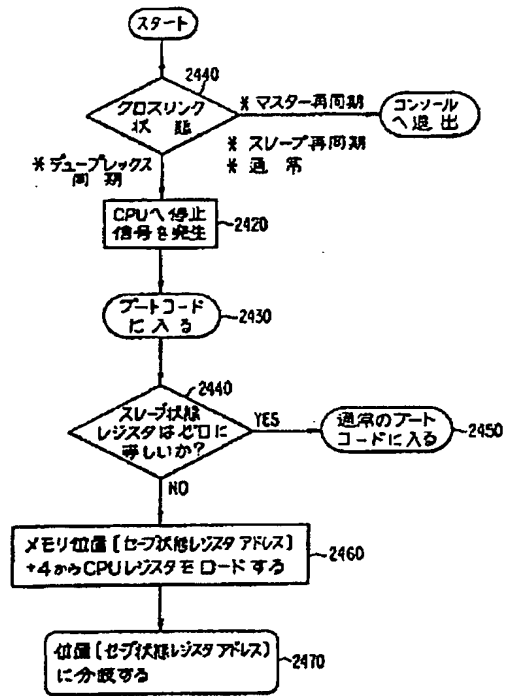 スタート
2440
クロスリンク
状態
* マスター再同期
コンソール
へ退出
* スレーブ再同期
* 通常
* デュープレックス
同期
CPUへ停止
信号を発生
2420
ブートコード
に入る
2430
2440
スレーブ状態
レジスタはゼロに
等しいか?
YES
通常のブート
コードに入る
2450
NO
メモリ位置[セーブ状態レジスタアドレス]
+4からCPUレジスタをロードする
2460
位置[セーブ状態レジスタアドレス]
に分岐する
2470